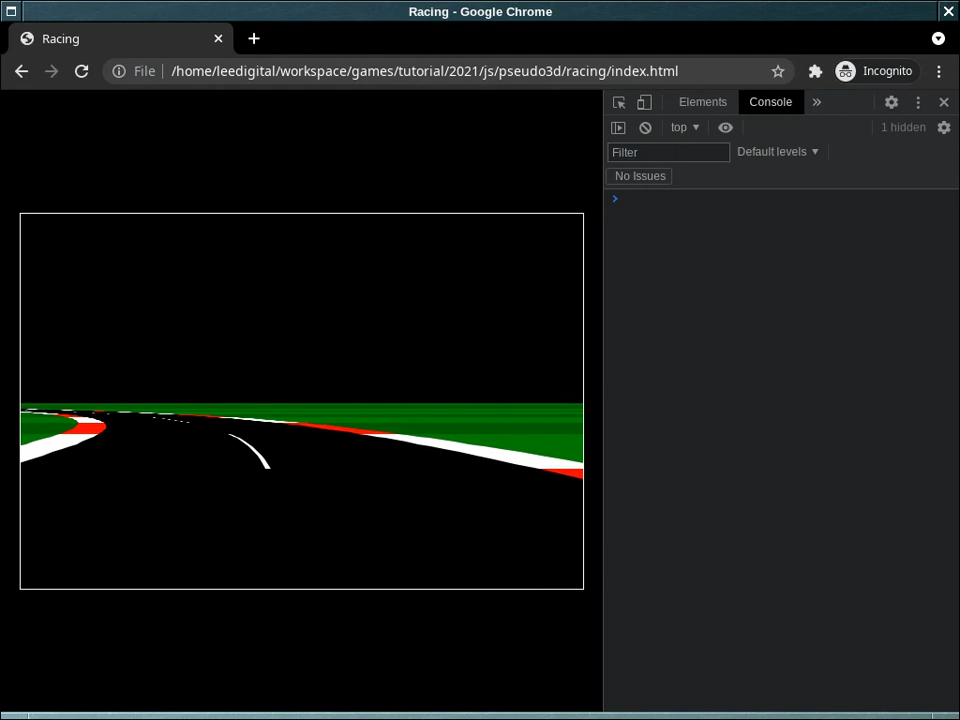 Racing - Google Chrome
Racing
File /home/leedigital/workspace/games/tutorial/2021/js/pseudo3d/racing/index.html Incognito
Elements Console »
top 1 hidden
Filter Default levels
No Issues